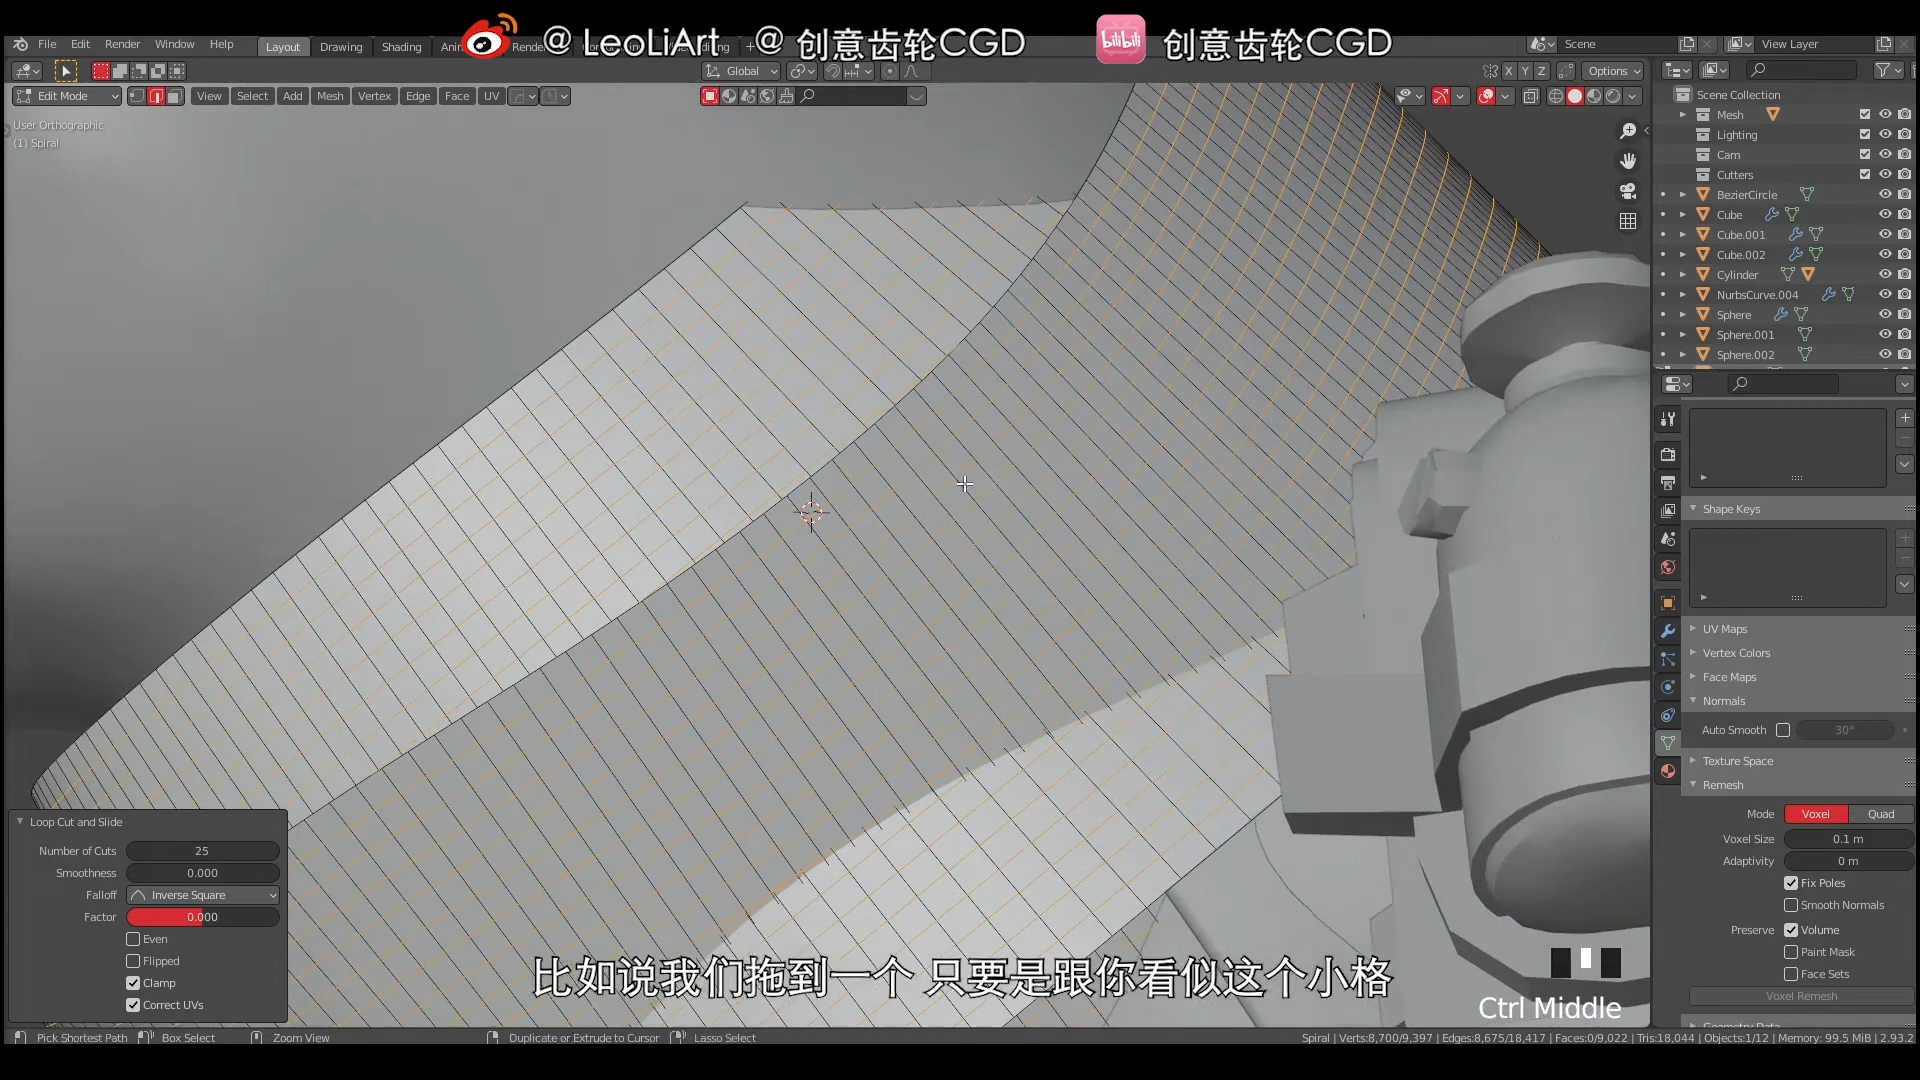 @ LeoLiArt @ 创意齿轮CGD bilibili 创意齿轮CGD
File Edit Render Window Help Layout Drawing Shading Scene View Layer
Global X Y Z Options
Edit Mode View Select Add Mesh Vertex Edge Face UV
User Orthographic
(1) Spiral
Scene Collection
Mesh
Lighting
Cam
Cutters
BezierCircle
Cube
Cube.001
Cube.002
Cylinder
NurbsCurve.004
Sphere
Sphere.001
Sphere.002
Shape Keys
UV Maps
Vertex Colors
Face Maps
Normals
Auto Smooth 30°
Texture Space
Remesh
Mode Voxel Quad
Voxel Size 0.1 m
Adaptivity 0 m
Fix Poles
Smooth Normals
Preserve Volume
Paint Mask
Face Sets
Voxel Remesh
Loop Cut and Slide
Number of Cuts 25
Smoothness 0.000
Falloff Inverse Square
Factor 0.000
Even
Flipped
Clamp
Correct UVs
比如说我们拖到一个 只要是跟你看似这个小格
Ctrl Middle
Pick Shortest Path Box Select Zoom View Duplicate or Extrude to Cursor Lasso Select Spiral | Verts:8,700/9,397 | Edges:8,675/18,417 | Faces:0/9,022 | Tris:18,044 | Objects:1/12 | Memory: 99.5 MiB | 2.93.2